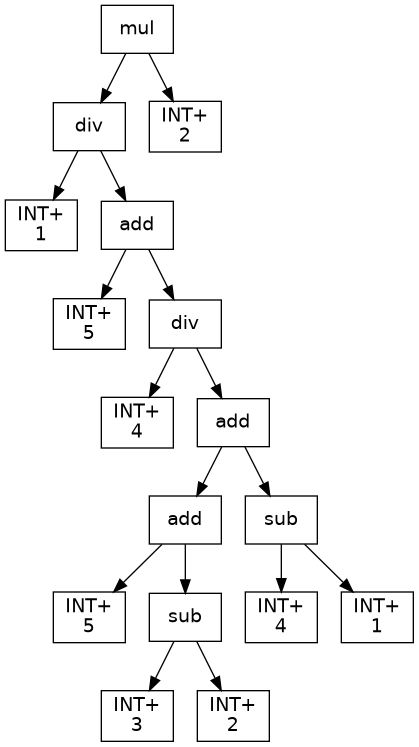 mul
div
INT+
2
INT+
1
add
INT+
5
div
INT+
4
add
add
sub
INT+
5
sub
INT+
4
INT+
1
INT+
3
INT+
2